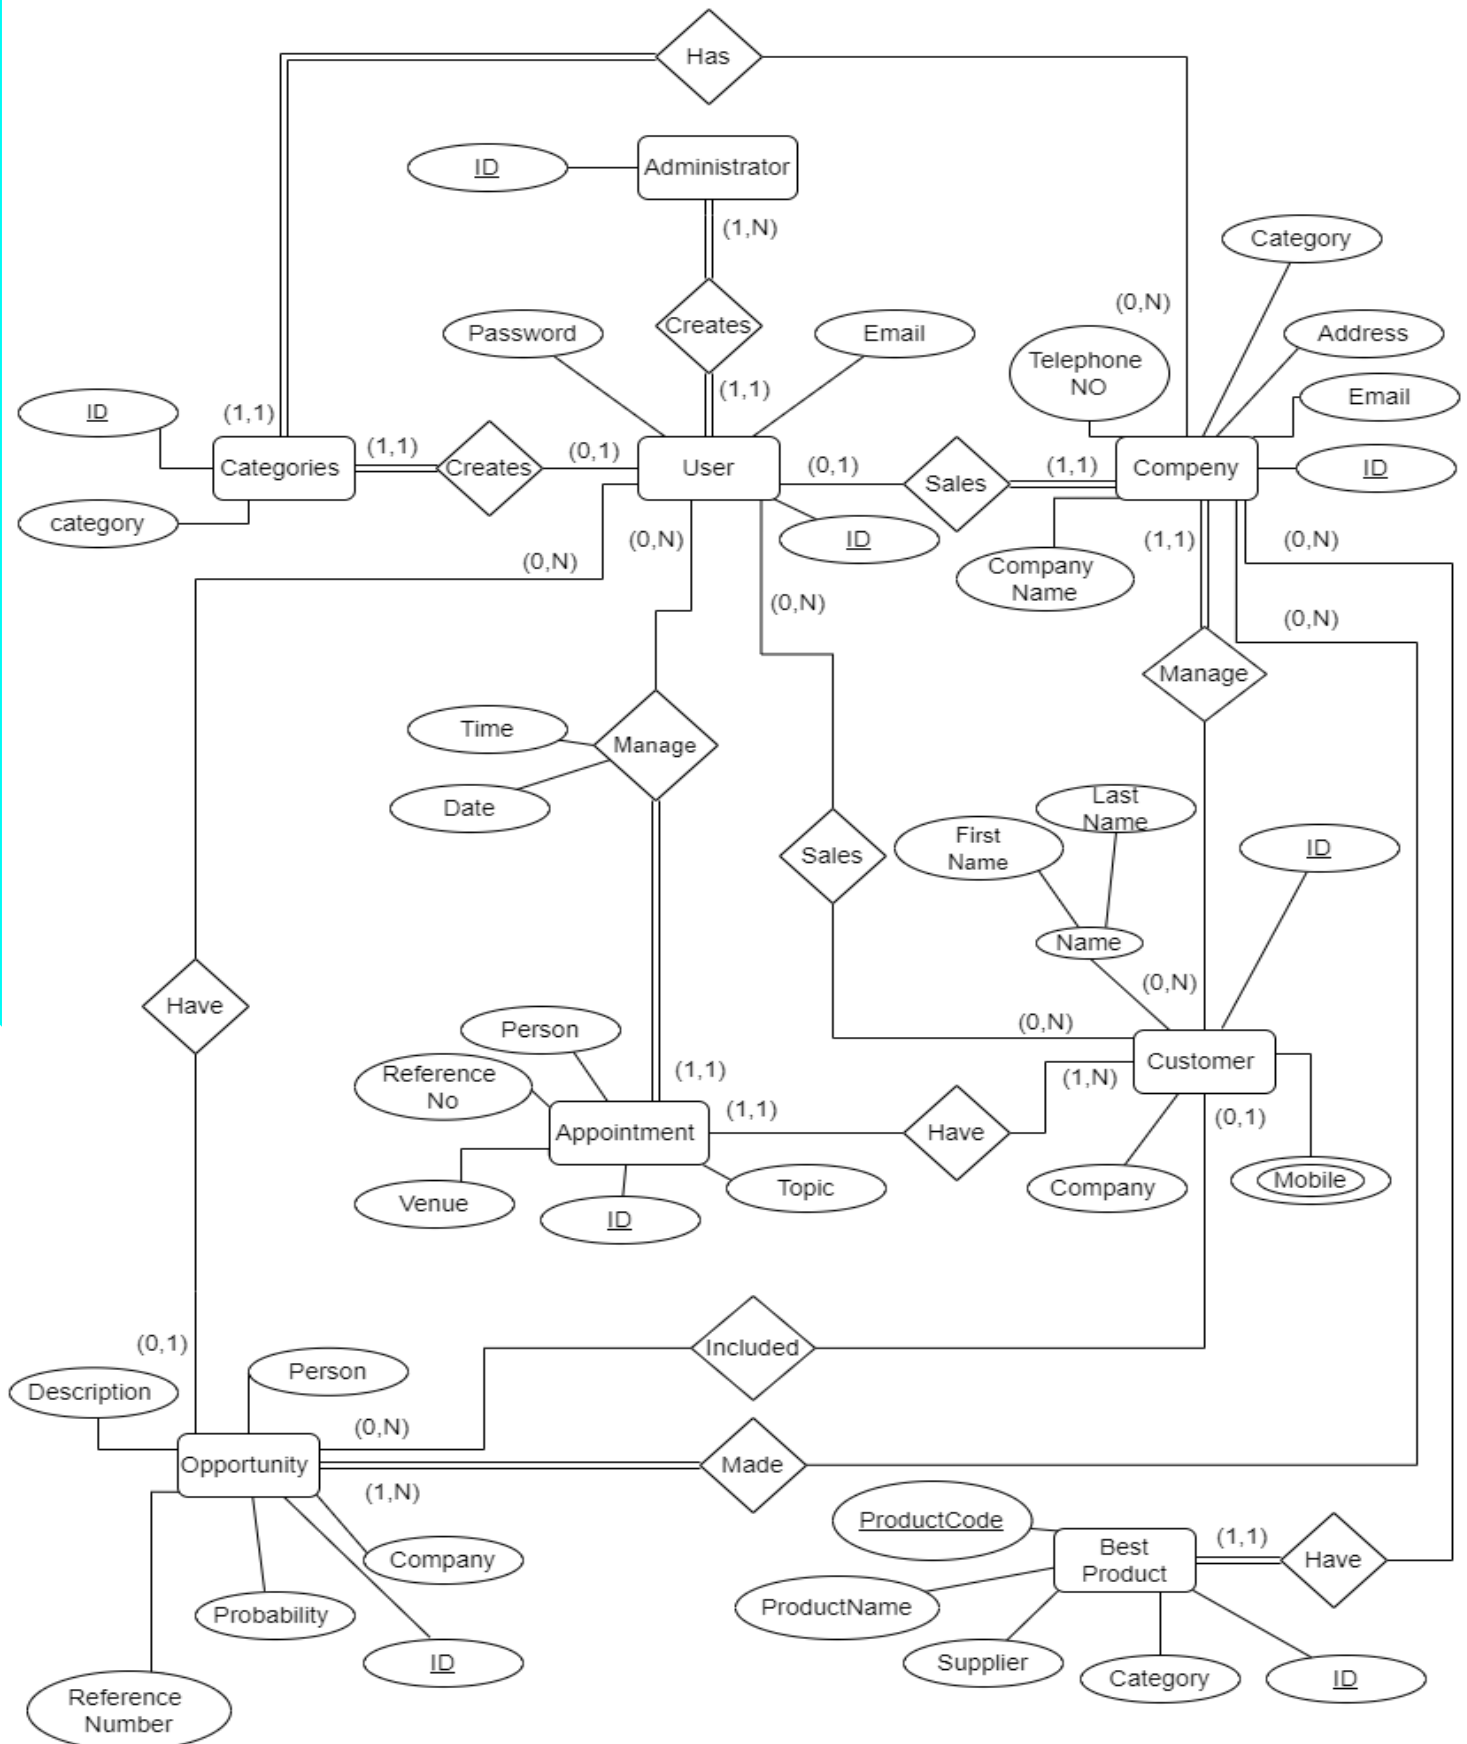 Has
ID
Administrator
(1,N)
Category
(0,N)
Creates
Password
Email
Address
Telephone
NO
(1,1)
Email
ID
(1,1)
(1,1)
(0,1)
(0,1)
(1,1)
Categories
Creates
User
Sales
Compeny
ID
category
(0,N)
(0,N)
ID
(1,1)
(0,N)
Company
Name
(0,N)
(0,N)
Manage
Time
Manage
Date
Last
Name
First
Name
Sales
ID
Name
(0,N)
Have
Person
(0,N)
Customer
Reference
No
(1,1)
(1,N)
(1,1)
(0,1)
Appointment
Have
Venue
ID
Topic
Company
Mobile
(0,1)
Included
Person
Description
(0,N)
Opportunity
Made
(1,N)
ProductCode
(1,1)
Best
Product
Have
Company
Probability
ProductName
ID
Supplier
Category
ID
Reference
Number